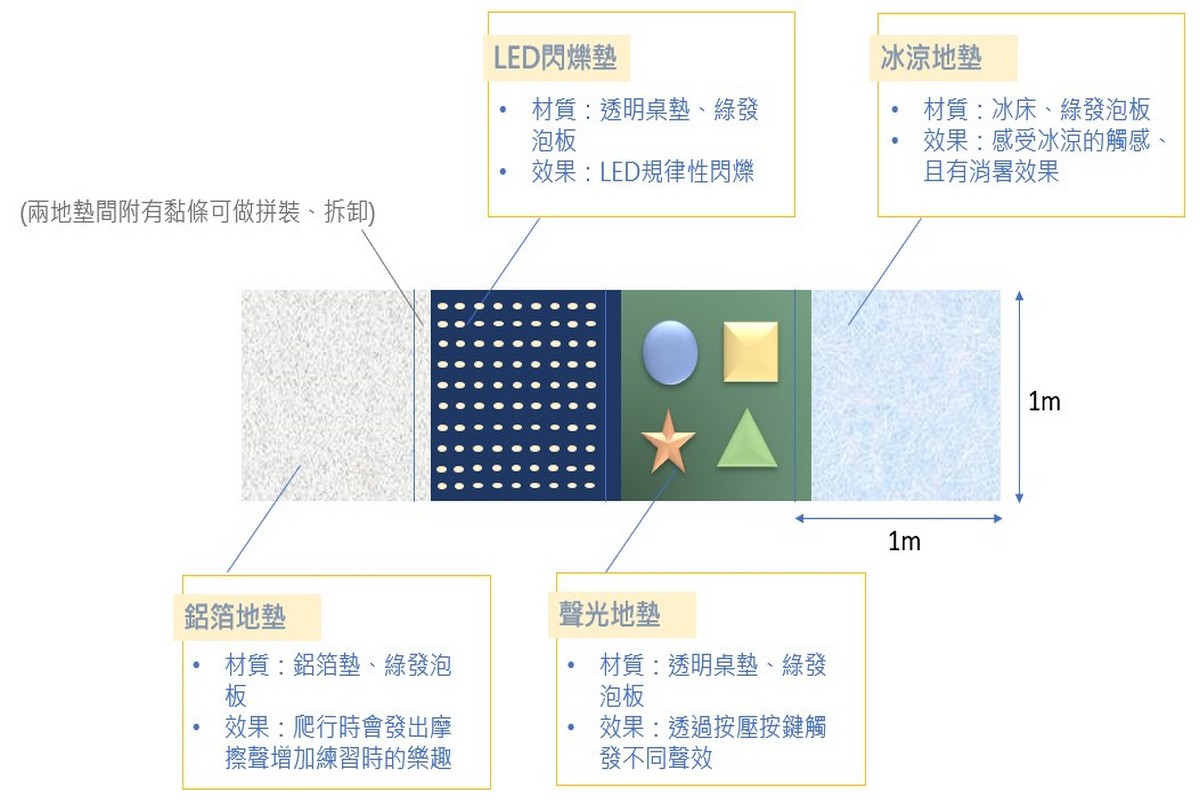 LED閃爍墊
• 材質：透明桌墊、綠發
泡板
• 效果：LED規律性閃爍
冰涼地墊
• 材質：冰床、綠發泡板
• 效果：感受冰涼的觸感、
且有消暑效果
(兩地墊間附有黏條可做拼裝、拆卸)
1m
1m
鋁箔地墊
• 材質：鋁箔墊、綠發泡
板
• 效果：爬行時會發出摩
擦聲增加練習時的樂趣
聲光地墊
• 材質：透明桌墊、綠發
泡板
• 效果：透過按壓按鍵觸
發不同聲效